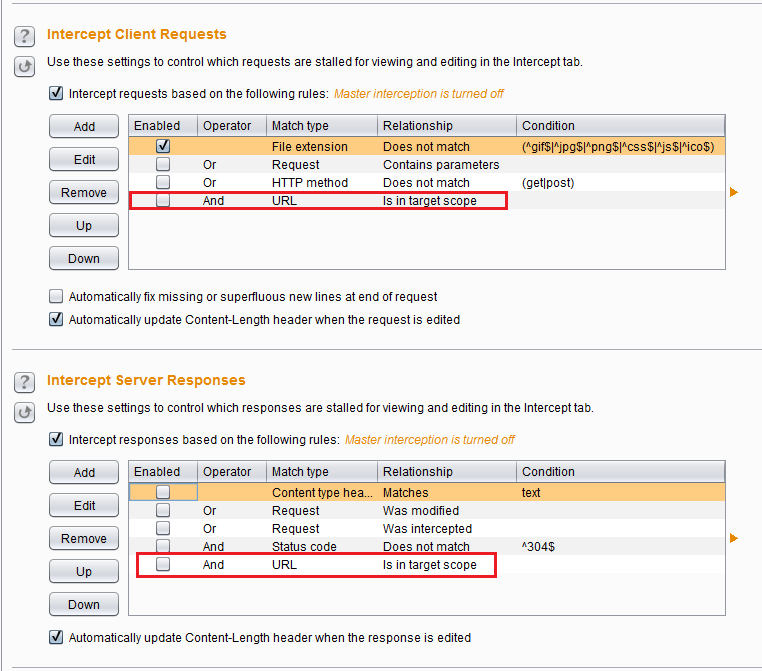 ?
Intercept Client Requests
Use these settings to control which requests are stalled for viewing and editing in the Intercept tab.
Intercept requests based on the following rules: Master interception is turned off
Add
Edit
Remove
Up
Down
Enabled Operator Match type Relationship Condition
File extension Does not match (^gif$|^jpg$|^png$|^css$|^js$|^ico$)
Or Request Contains parameters
Or HTTP method Does not match (get|post)
And URL Is in target scope
Automatically fix missing or superfluous new lines at end of request
Automatically update Content-Length header when the request is edited
?
Intercept Server Responses
Use these settings to control which responses are stalled for viewing and editing in the Intercept tab.
Intercept responses based on the following rules: Master interception is turned off
Add
Edit
Remove
Up
Down
Enabled Operator Match type Relationship Condition
Content type hea... Matches text
Or Request Was modified
Or Request Was intercepted
And Status code Does not match ^304$
And URL Is in target scope
Automatically update Content-Length header when the response is edited